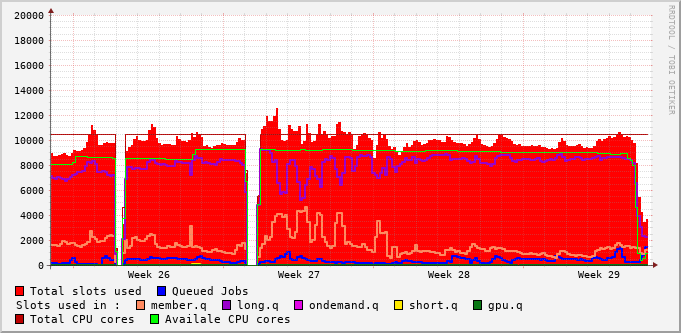 20000
18000
16000
14000
12000
10000
8000
6000
4000
2000
0
Week 26 Week 27 Week 28 Week 29
Total slots used Queued Jobs
Slots used in : member.q long.q ondemand.q short.q gpu.q
Total CPU cores Availale CPU cores
RRDTOOL / TOBI OETIKER